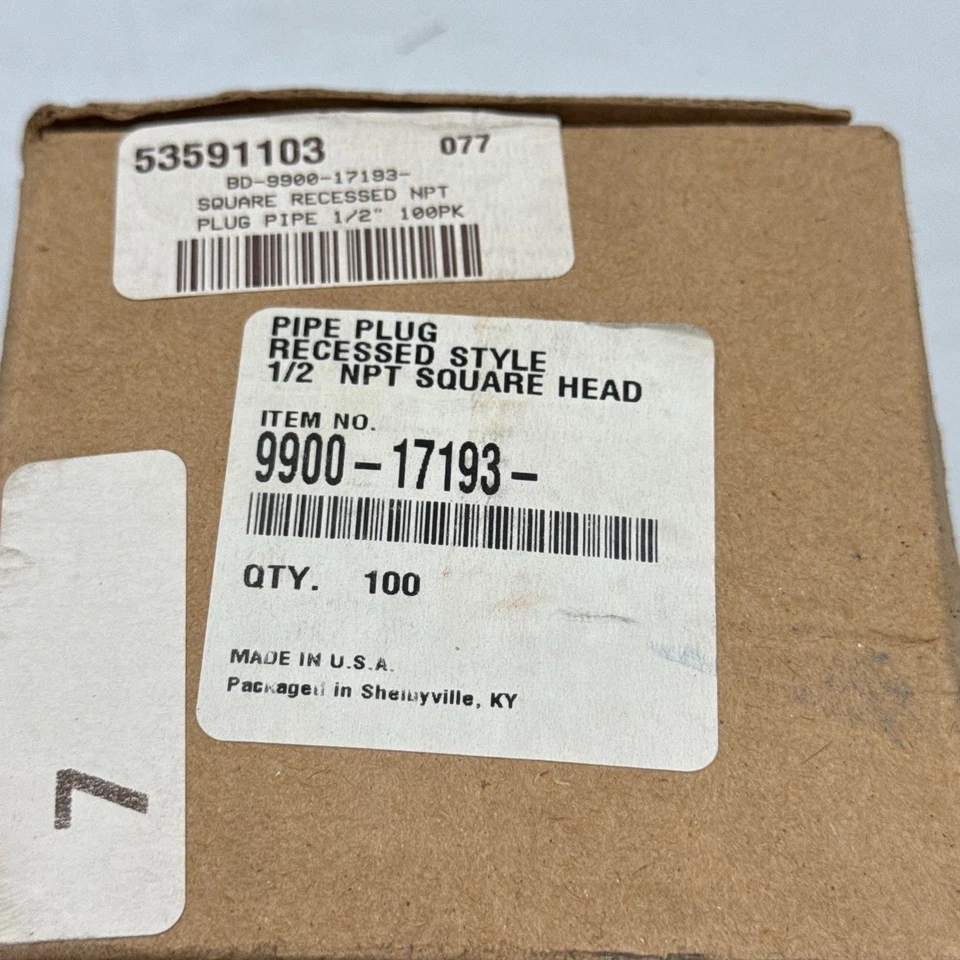 53591103 077
BD-9900-17193-
SQUARE RECESSED NPT
PLUG PIPE 1/2" 100PK
PIPE PLUG
RECESSED STYLE
1/2 NPT SQUARE HEAD
ITEM NO.
9900-17193-
QTY. 100
MADE IN U.S.A.
Packaged in Shelbyville, KY
7